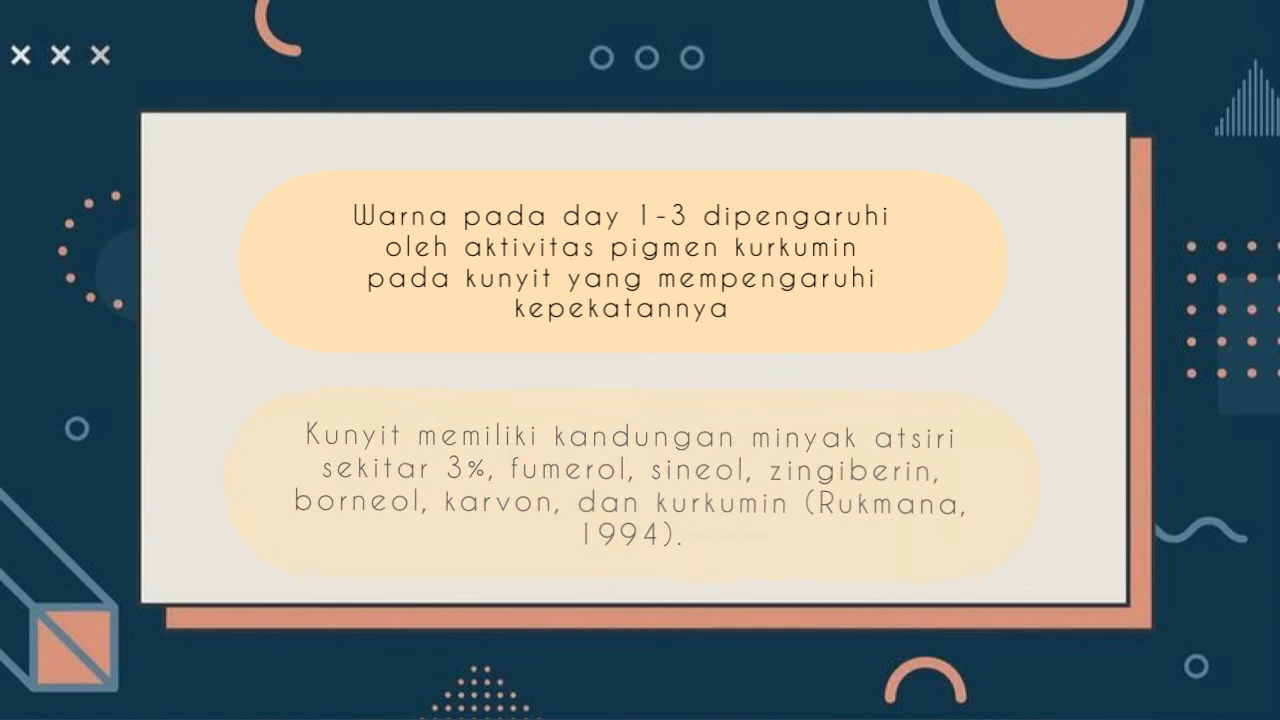 Warna pada day 1-3 dipengaruhi
oleh aktivitas pigmen kurkumin
pada kunyit yang mempengaruhi
kepekatannya
Kunyit memiliki kandungan minyak atsiri
sekitar 3%, fumerol, sineol, zingiberin,
borneol, karvon, dan kurkumin (Rukmana,
1994).